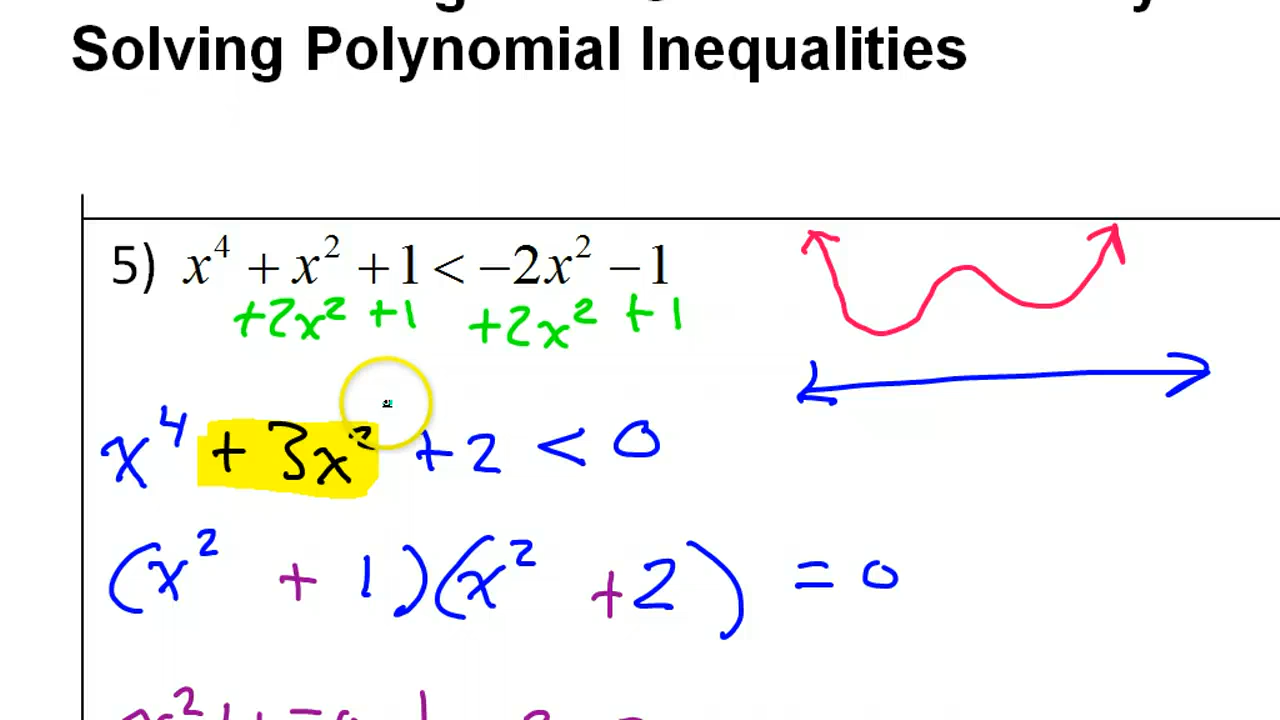 Solving Polynomial Inequalities
5) x⁴ + x² + 1 < −2x² − 1
+2x² +1 +2x² +1
x⁴ + 3x² + 2 < 0
(x² + 1)(x² + 2) = 0